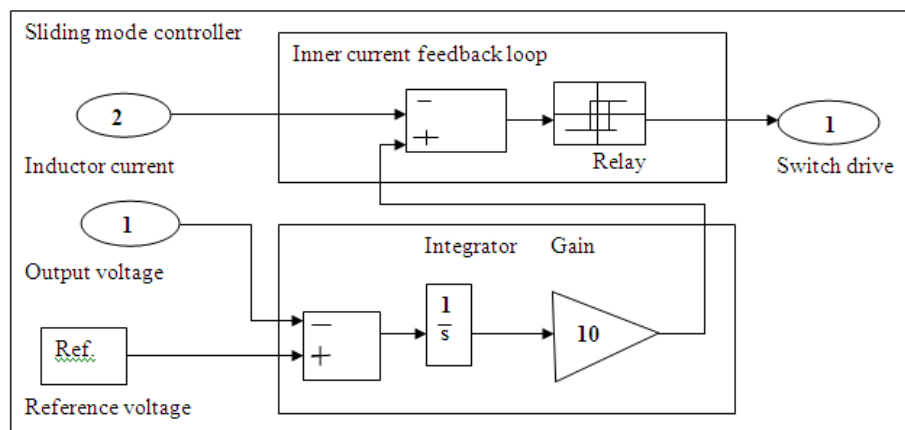 Sliding mode controller
Inner current feedback loop
2
−
+
1
Inductor current
Relay
Switch drive
1
Integrator
Gain
Output voltage
−
+
1
s
10
Ref.
Reference voltage